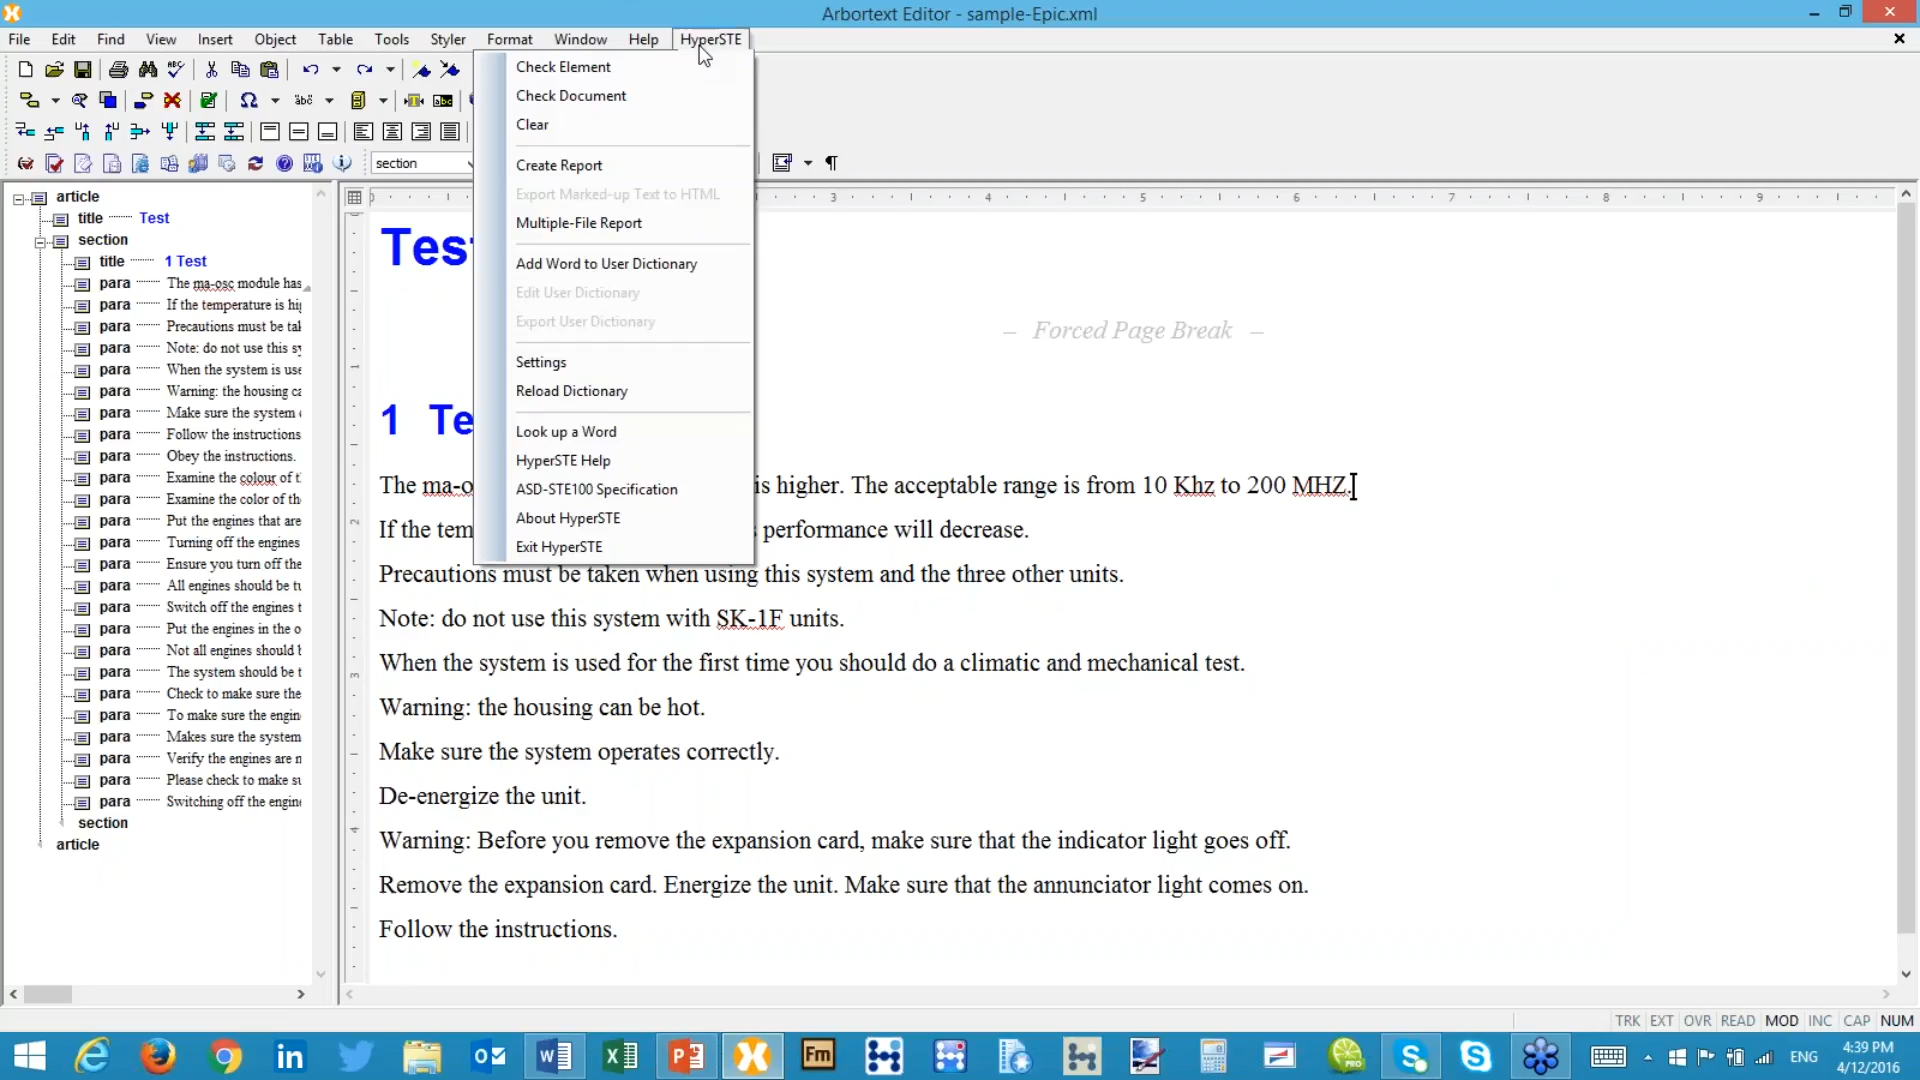 Arbortext Editor - sample-Epic.xml
File Edit Find View Insert Object Table Tools Styler Format Window Help HyperSTE
Check Element
Check Document
Clear
Create Report
Export Marked-up Text to HTML
Multiple-File Report
Add Word to User Dictionary
Edit User Dictionary
Export User Dictionary
Settings
Reload Dictionary
Look up a Word
HyperSTE Help
ASD-STE100 Specification
About HyperSTE
Exit HyperSTE
section
article
title Test
section
title 1 Test
para The ma-osc module has
para If the temperature is hi
para Precautions must be tak
para Note: do not use this sy
para When the system is use
para Warning: the housing ca
para Make sure the system o
para Follow the instructions
para Obey the instructions.
para Examine the colour of t
para Examine the color of the
para Put the engines that are
para Turning off the engines
para Ensure you turn off the
para All engines should be tu
para Switch off the engines t
para Put the engines in the o
para Not all engines should b
para The system should be t
para Check to make sure the
para To make sure the engin
para Makes sure the system
para Verify the engines are n
para Please check to make su
para Switching off the engine
section
article
3 4 5 6 7 8 9
Tes
– Forced Page Break –
1 Te
The ma-o is higher. The acceptable range is from 10 Khz to 200 MHZ.
If the tem performance will decrease.
Precautions must be taken when using this system and the three other units.
Note: do not use this system with SK-1F units.
When the system is used for the first time you should do a climatic and mechanical test.
Warning: the housing can be hot.
Make sure the system operates correctly.
De-energize the unit.
Warning: Before you remove the expansion card, make sure that the indicator light goes off.
Remove the expansion card. Energize the unit. Make sure that the annunciator light comes on.
Follow the instructions.
TRK EXT OVR READ MOD INC CAP NUM
ENG
4:39 PM
4/12/2016